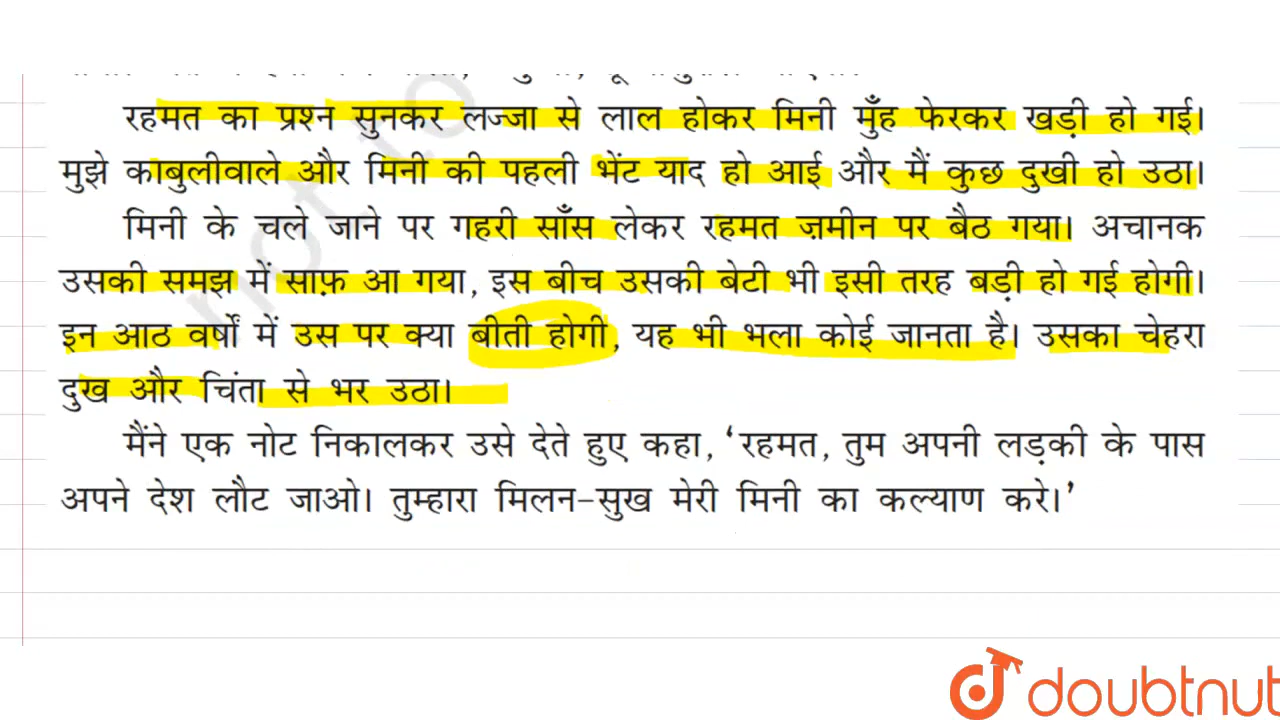 रहमत का प्रश्न सुनकर लज्जा से लाल होकर मिनी मुँह फेरकर खड़ी हो गई।
मुझे काबुलीवाले और मिनी की पहली भेंट याद हो आई और मैं कुछ दुखी हो उठा।
मिनी के चले जाने पर गहरी साँस लेकर रहमत ज़मीन पर बैठ गया। अचानक
उसकी समझ में साफ़ आ गया, इस बीच उसकी बेटी भी इसी तरह बड़ी हो गई होगी।
इन आठ वर्षों में उस पर क्या बीती होगी, यह भी भला कोई जानता है। उसका चेहरा
दुख और चिंता से भर उठा।
मैंने एक नोट निकालकर उसे देते हुए कहा, ‘रहमत, तुम अपनी लड़की के पास
अपने देश लौट जाओ। तुम्हारा मिलन-सुख मेरी मिनी का कल्याण करे।’
not to
doubtnut